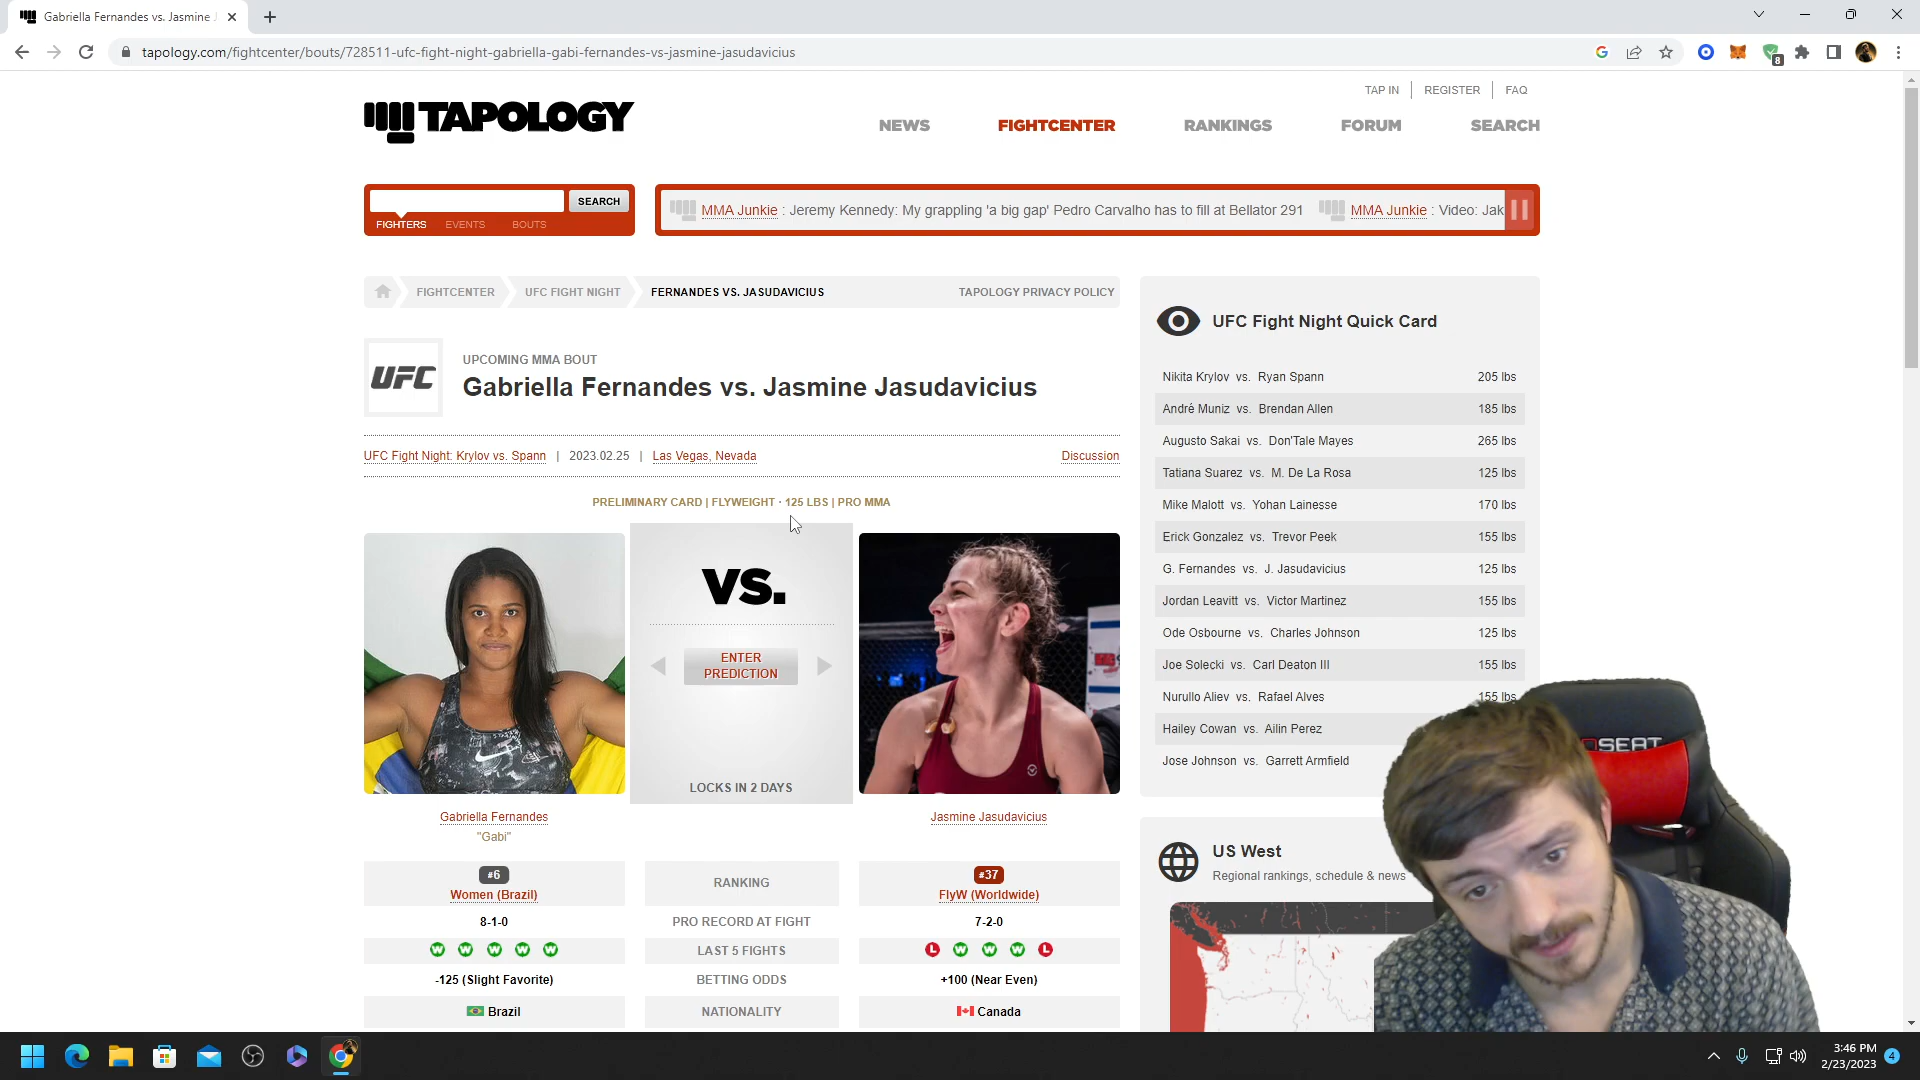 Gabriella Fernandes vs. Jasmine J
tapology.com/fightcenter/bouts/728511-ufc-fight-night-gabriella-gabi-fernandes-vs-jasmine-jasudavicius
8
TAP IN
REGISTER
FAQ
TAPOLOGY
NEWS
FIGHTCENTER
RANKINGS
FORUM
SEARCH
SEARCH
FIGHTERS
EVENTS
BOUTS
MMA Junkie : Jeremy Kennedy: My grappling 'a big gap' Pedro Carvalho has to fill at Bellator 291
MMA Junkie : Video: Jak
FIGHTCENTER
UFC FIGHT NIGHT
FERNANDES VS. JASUDAVICIUS
TAPOLOGY PRIVACY POLICY
UFC
UPCOMING MMA BOUT
Gabriella Fernandes vs. Jasmine Jasudavicius
UFC Fight Night: Krylov vs. Spann | 2023.02.25 | Las Vegas, Nevada
Discussion
PRELIMINARY CARD | FLYWEIGHT · 125 LBS | PRO MMA
VS.
ENTER
PREDICTION
LOCKS IN 2 DAYS
Gabriella Fernandes
"Gabi"
Jasmine Jasudavicius
#6
Women (Brazil)
RANKING
#37
FlyW (Worldwide)
8-1-0
PRO RECORD AT FIGHT
7-2-0
W W W W W
LAST 5 FIGHTS
L W W W L
-125 (Slight Favorite)
BETTING ODDS
+100 (Near Even)
Brazil
NATIONALITY
Canada
UFC Fight Night Quick Card
Nikita Krylov vs. Ryan Spann 205 lbs
André Muniz vs. Brendan Allen 185 lbs
Augusto Sakai vs. Don'Tale Mayes 265 lbs
Tatiana Suarez vs. M. De La Rosa 125 lbs
Mike Malott vs. Yohan Lainesse 170 lbs
Erick Gonzalez vs. Trevor Peek 155 lbs
G. Fernandes vs. J. Jasudavicius 125 lbs
Jordan Leavitt vs. Victor Martinez 155 lbs
Ode Osbourne vs. Charles Johnson 125 lbs
Joe Solecki vs. Carl Deaton III 155 lbs
Nurullo Aliev vs. Rafael Alves 155 lbs
Hailey Cowan vs. Ailin Perez
Jose Johnson vs. Garrett Armfield
US West
Regional rankings, schedule & news
SEAT
3:46 PM
2/23/2023
4